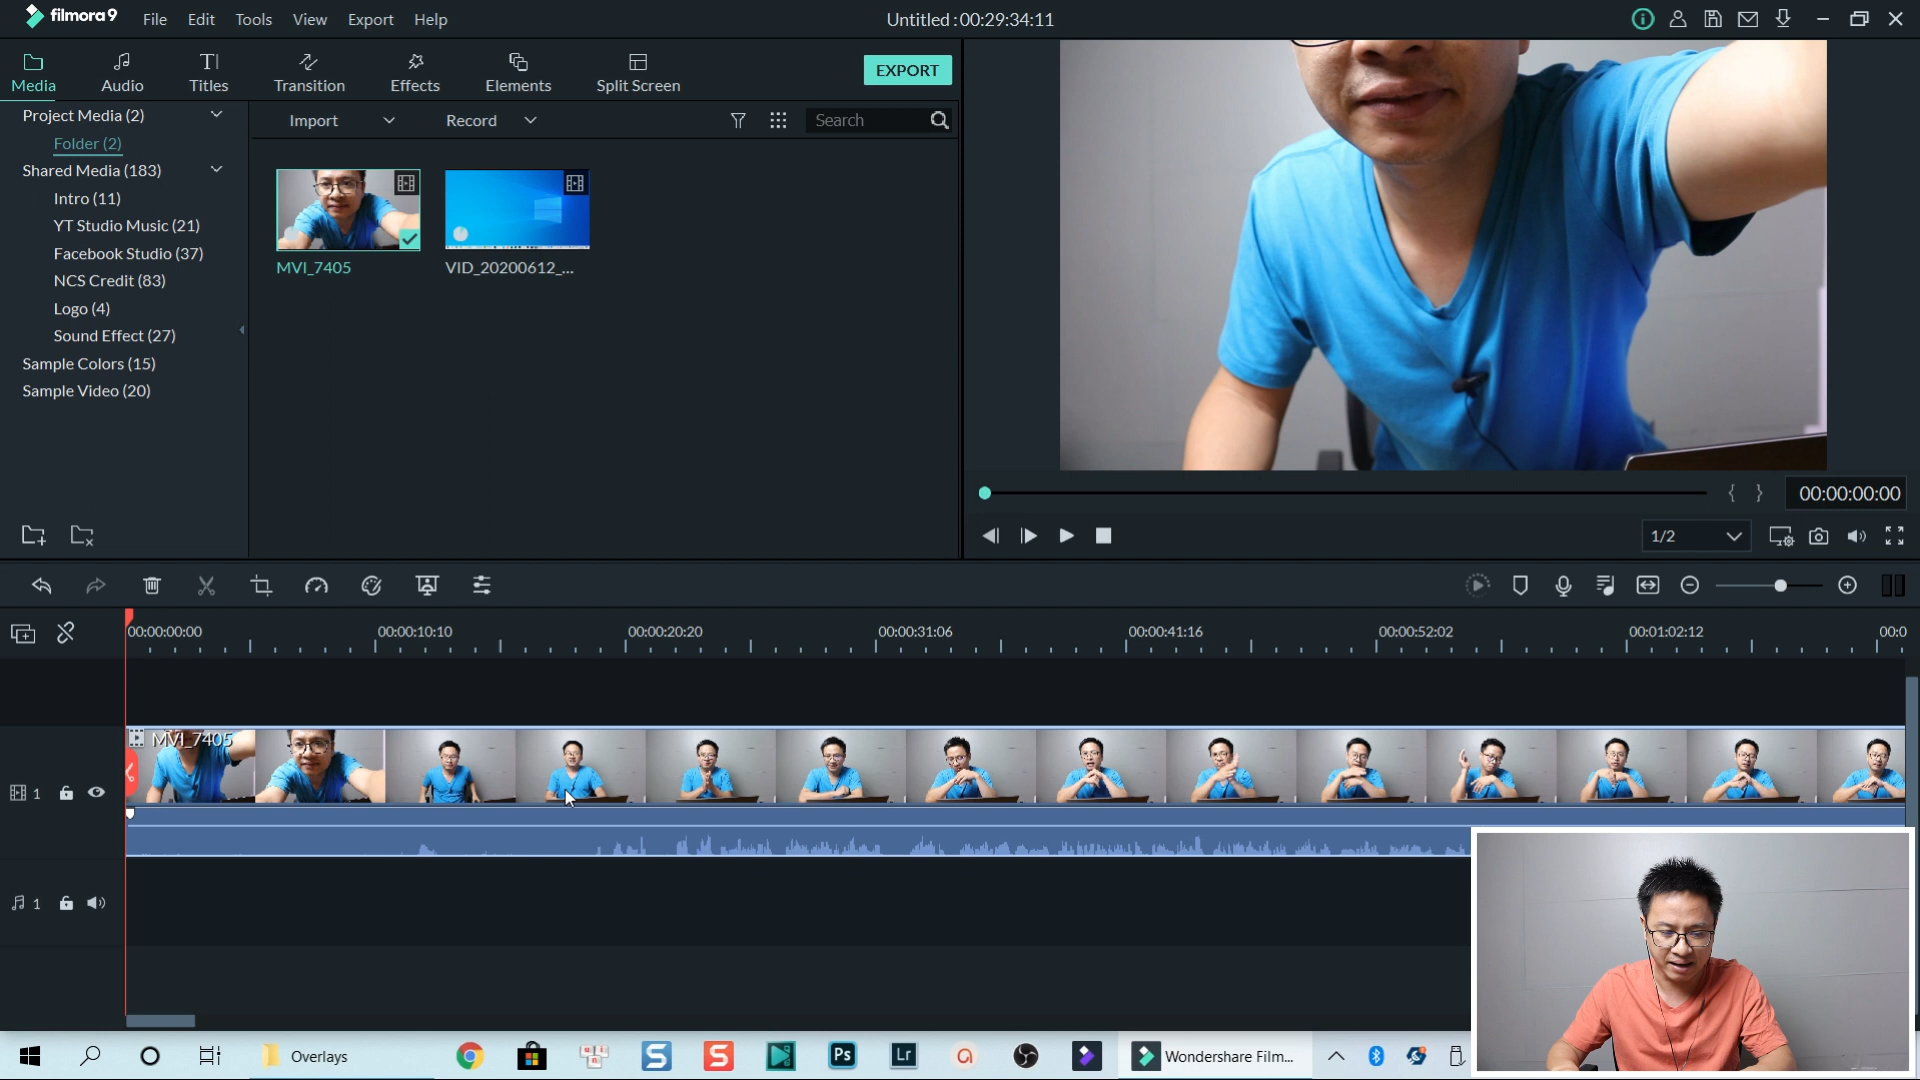 filmora9 File Edit Tools View Export Help Untitled : 00:29:34:11
Media Audio Titles Transition Effects Elements Split Screen EXPORT
Project Media (2)
Folder (2)
Shared Media (183)
Intro (11)
YT Studio Music (21)
Facebook Studio (37)
NCS Credit (83)
Logo (4)
Sound Effect (27)
Sample Colors (15)
Sample Video (20)
Import Record Search
MVI_7405 VID_20200612_...
00:00:00:00
1/2
00:00:00:00 00:00:10:10 00:00:20:20 00:00:31:06 00:00:41:16 00:00:52:02 00:01:02:12 00:0
MVI_7405
1
1
Overlays S S Ps Lr Wondershare Film...